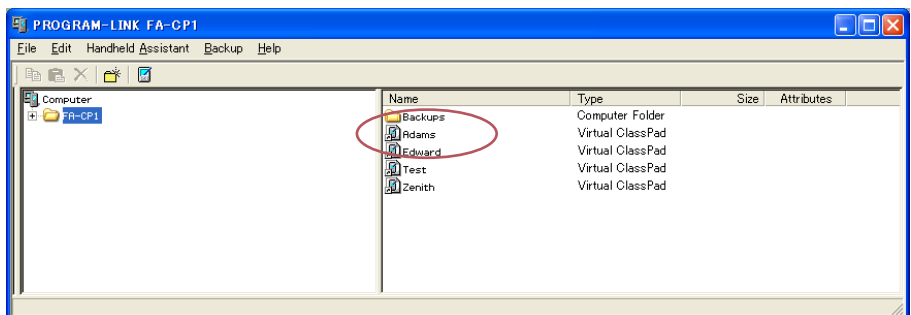 PROGRAM-LINK FA-CP1
File Edit Handheld Assistant Backup Help
Computer
FA-CP1
Name Type Size Attributes
Backups Computer Folder
Adams Virtual ClassPad
Edward Virtual ClassPad
Test Virtual ClassPad
Zenith Virtual ClassPad